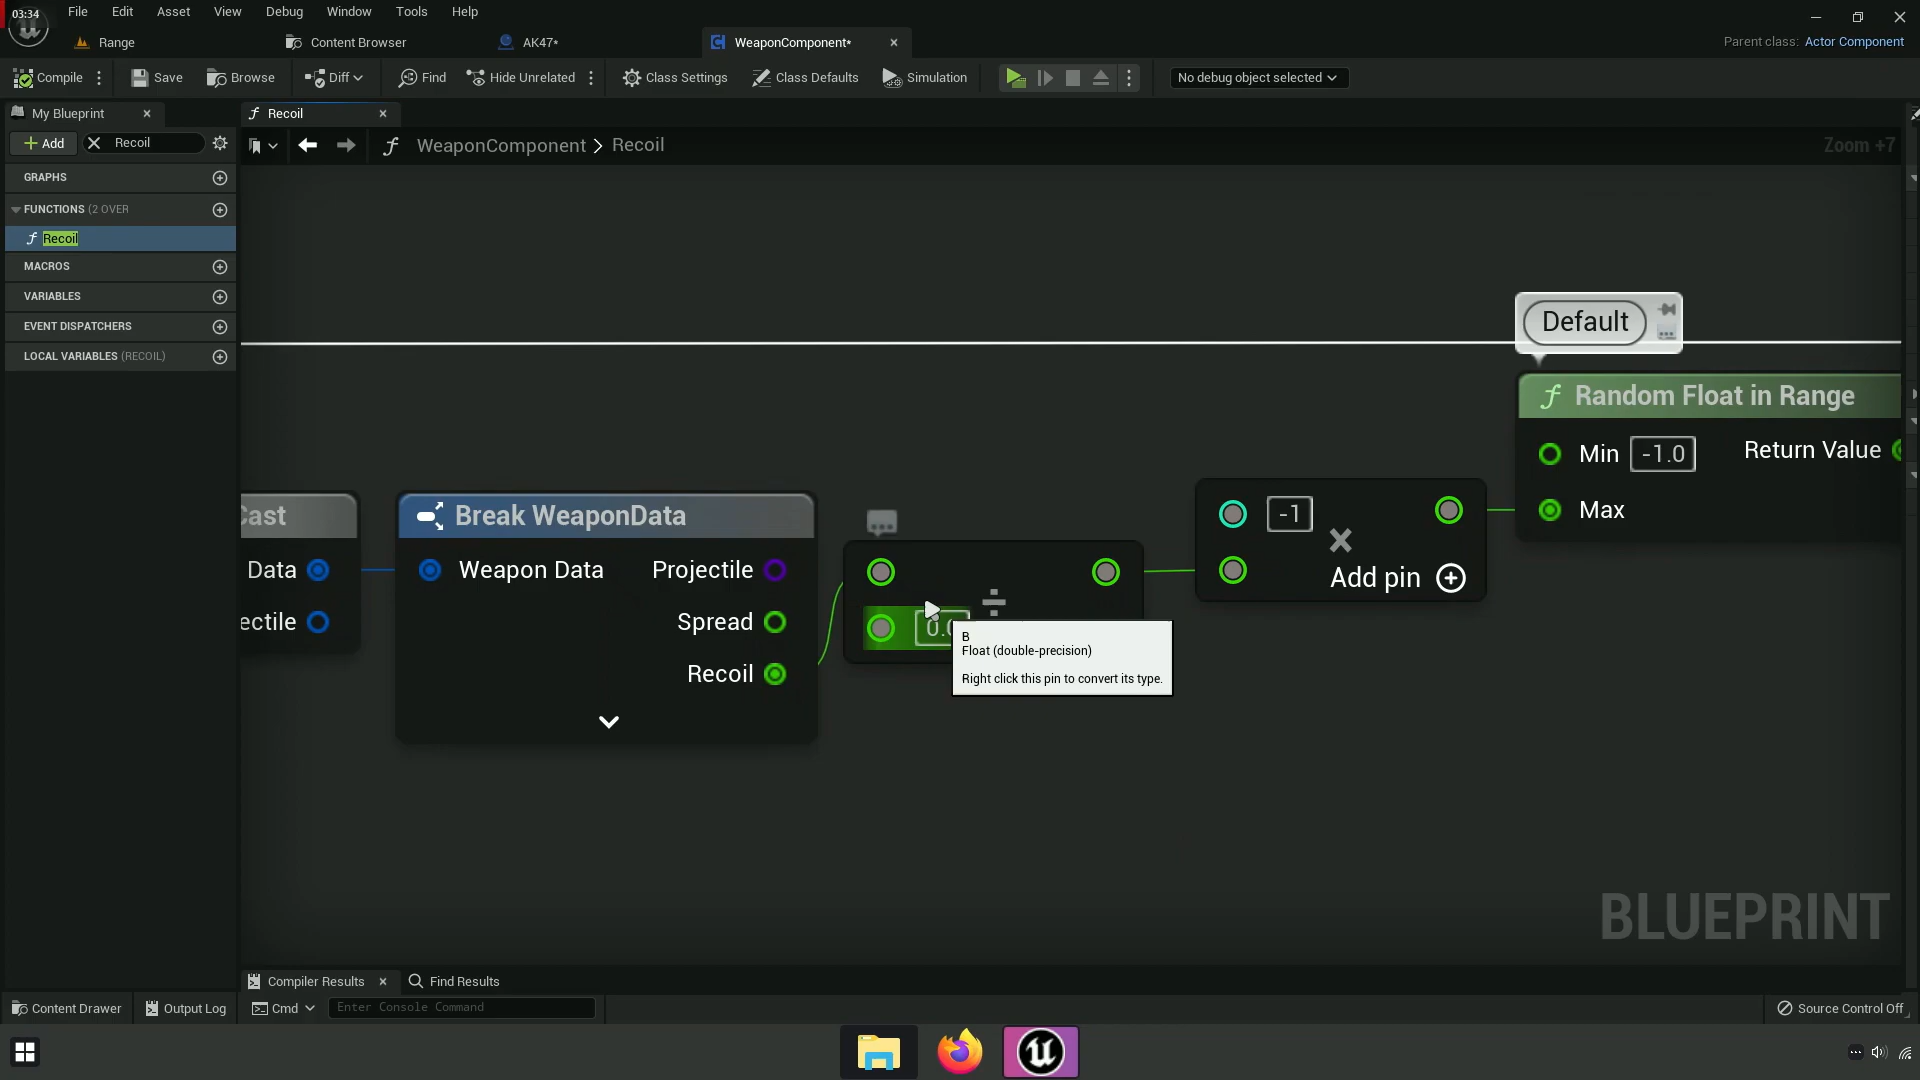 03:34
File Edit Asset View Debug Window Tools Help
Range Content Browser AK47* WeaponComponent*
Parent class: Actor Component
Compile Save Browse Diff Find Hide Unrelated Class Settings Class Defaults Simulation No debug object selected
My Blueprint Recoil
Add Recoil
WeaponComponent > Recoil
Zoom +7
GRAPHS
FUNCTIONS (2 OVER
Recoil
MACROS
VARIABLES
EVENT DISPATCHERS
LOCAL VARIABLES (RECOIL)
Default
Random Float in Range
Min -1.0 Return Value
Max
Cast
Data
ectile
Break WeaponData
Weapon Data Projectile
Spread
Recoil
0.0
-1
Add pin
B
Float (double-precision)
Right click this pin to convert its type.
BLUEPRINT
Compiler Results Find Results
Content Drawer Output Log Cmd Enter Console Command Source Control Off